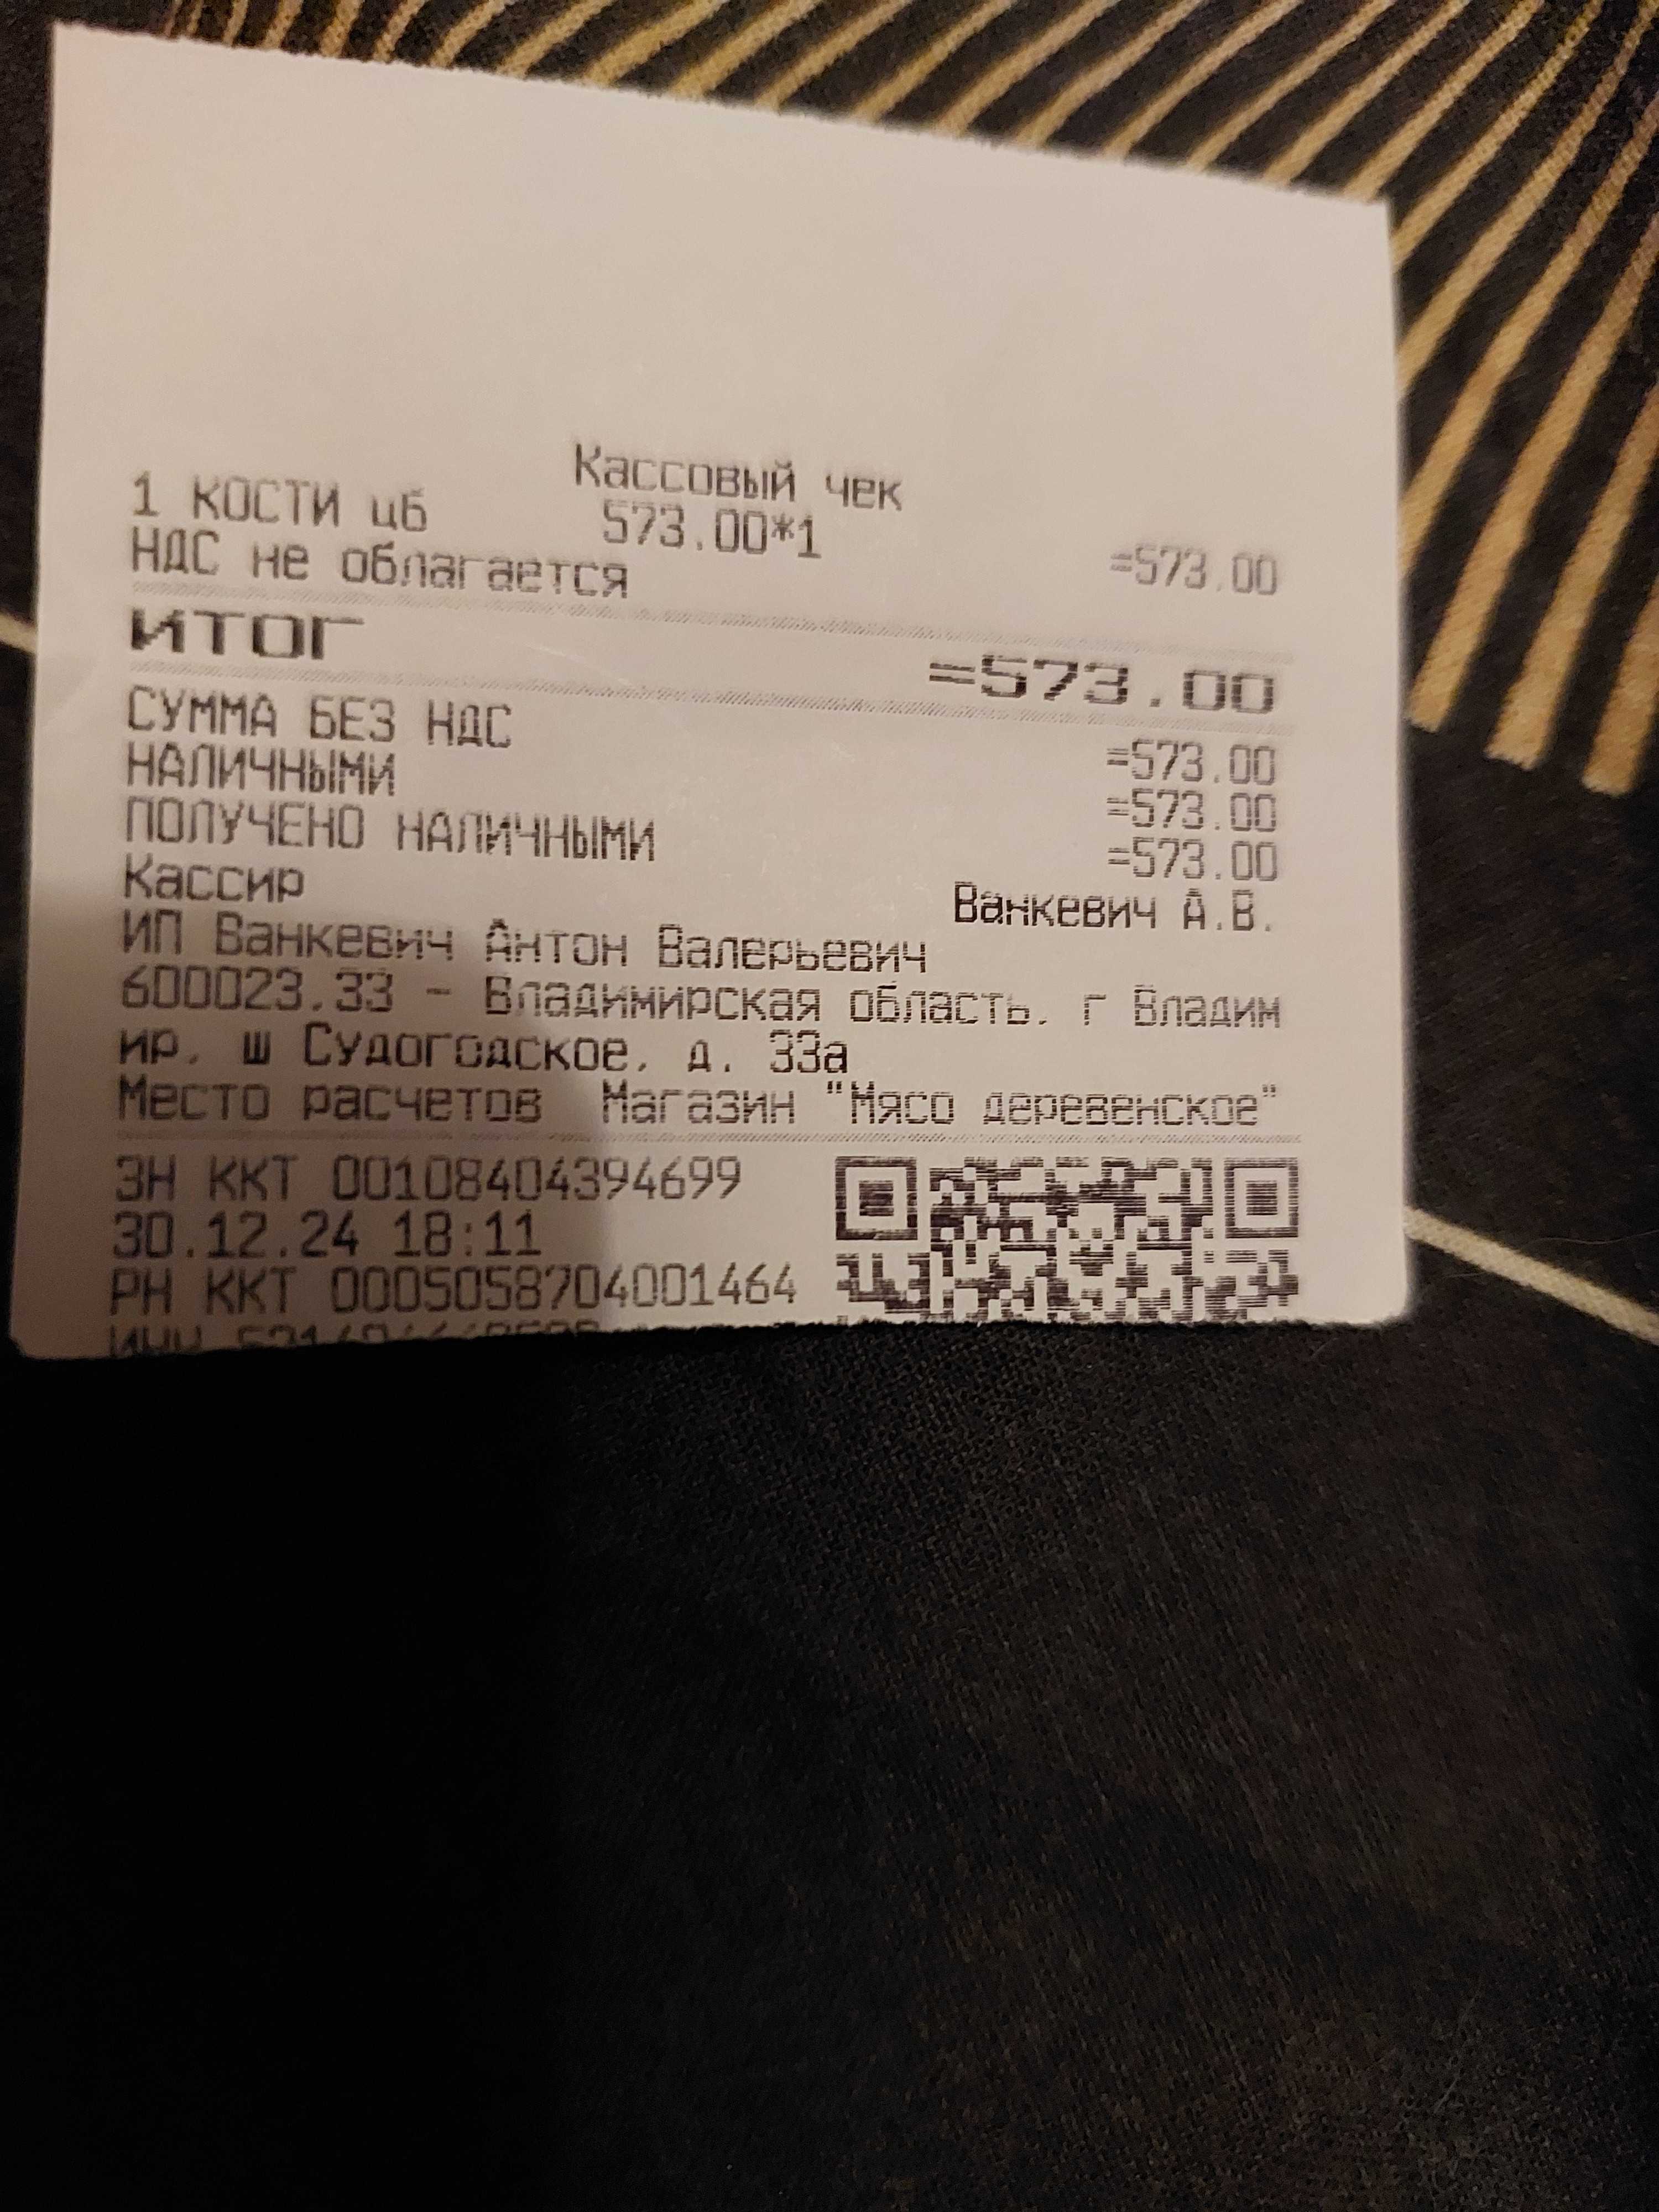 Кассовый чек
1 КОСТИ цб 573.00*1 =573.00
НДС не облагается
ИТОГ =573.00
СУММА БЕЗ НДС =573.00
НАЛИЧНЫМИ =573.00
ПОЛУЧЕНО НАЛИЧНЫМИ =573.00
Кассир Ванкевич А.В.
ИП Ванкевич Антон Валерьевич
600023,33 - Владимирская область, г Владим
ир, ш Судогодское, д. 33а
Место расчетов Магазин "Мясо деревенское"
ЗН ККТ 00108404394699
30.12.24 18:11
РН ККТ 0005058704001464
ИНН